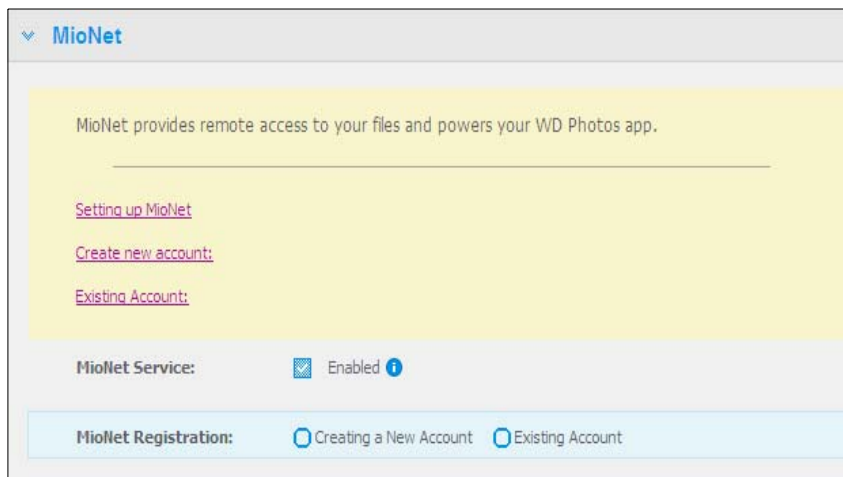 MioNet
MioNet provides remote access to your files and powers your WD Photos app.
Setting up MioNet
Create new account:
Existing Account:
MioNet Service: Enabled i
MioNet Registration: Creating a New Account Existing Account